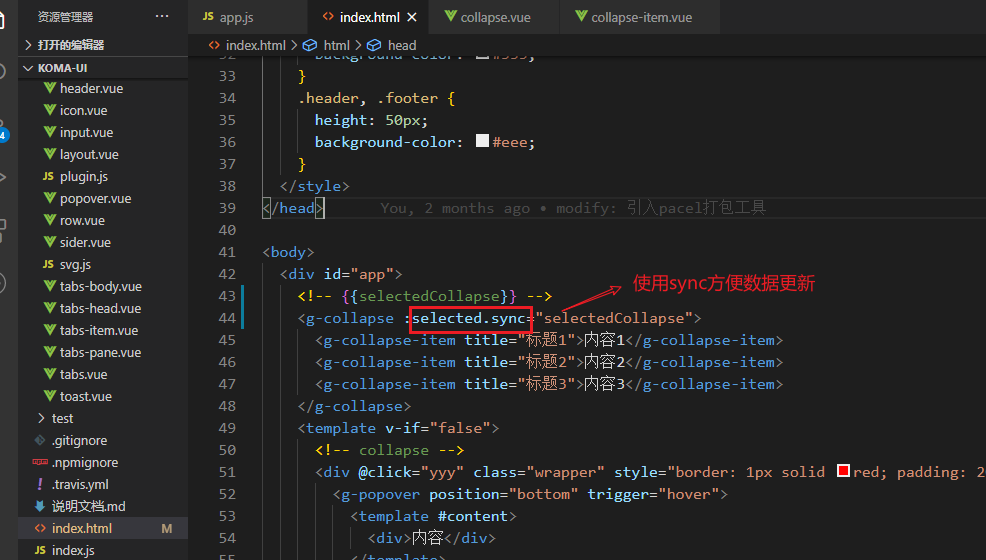 资源管理器 ···
打开的编辑器
KOMA-UI
header.vue
icon.vue
input.vue
layout.vue
plugin.js
popover.vue
row.vue
sider.vue
svg.js
tabs-body.vue
tabs-head.vue
tabs-item.vue
tabs-pane.vue
tabs.vue
toast.vue
test
.gitignore
.npmignore
.travis.yml
说明文档.md
index.html M
index.js
4
JS app.js <> index.html × collapse.vue collapse-item.vue
<> index.html > html > head
33 }
34 .header, .footer {
35 height: 50px;
36 background-color: #eee;
37 }
38 </style>
39 </head> You, 2 months ago • modify: 引入pacel打包工具
40
41 <body>
42 <div id="app">
43 <!-- {{selectedCollapse}} -->
使用sync方便数据更新
44 <g-collapse :selected.sync="selectedCollapse">
45 <g-collapse-item title="标题1">内容1</g-collapse-item>
46 <g-collapse-item title="标题2">内容2</g-collapse-item>
47 <g-collapse-item title="标题3">内容3</g-collapse-item>
48 </g-collapse>
49 <template v-if="false">
50 <!-- collapse -->
51 <div @click="yyy" class="wrapper" style="border: 1px solid red; padding: 2
52 <g-popover position="bottom" trigger="hover">
53 <template #content>
54 <div>内容</div>